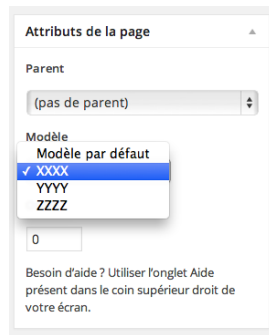 Attributs de la page
Parent
(pas de parent)
Modèle
Modèle par défaut
✓ XXXX
YYYY
ZZZZ
0
Besoin d'aide ? Utiliser l'onglet Aide
présent dans le coin supérieur droit de
votre écran.